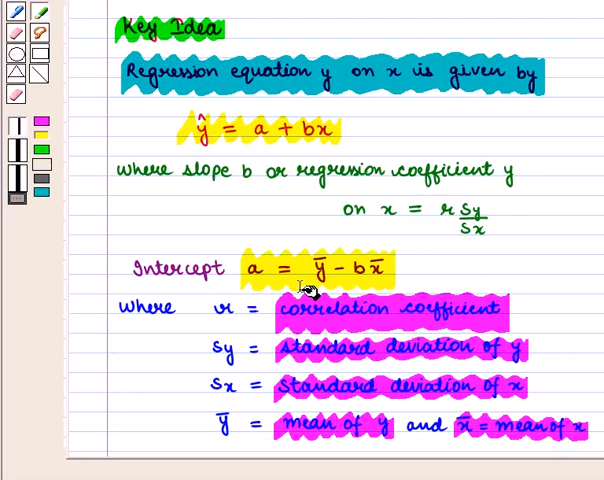 Key Idea
Regression equation y on x is given by
ŷ = a + bx
where slope b or regression coefficient y
on x = r Sy/Sx
Intercept a = ȳ - b x̄
where r = correlation coefficient
Sy = standard deviation of y
Sx = Standard deviation of x
ȳ = mean of y and x̄ = mean of x